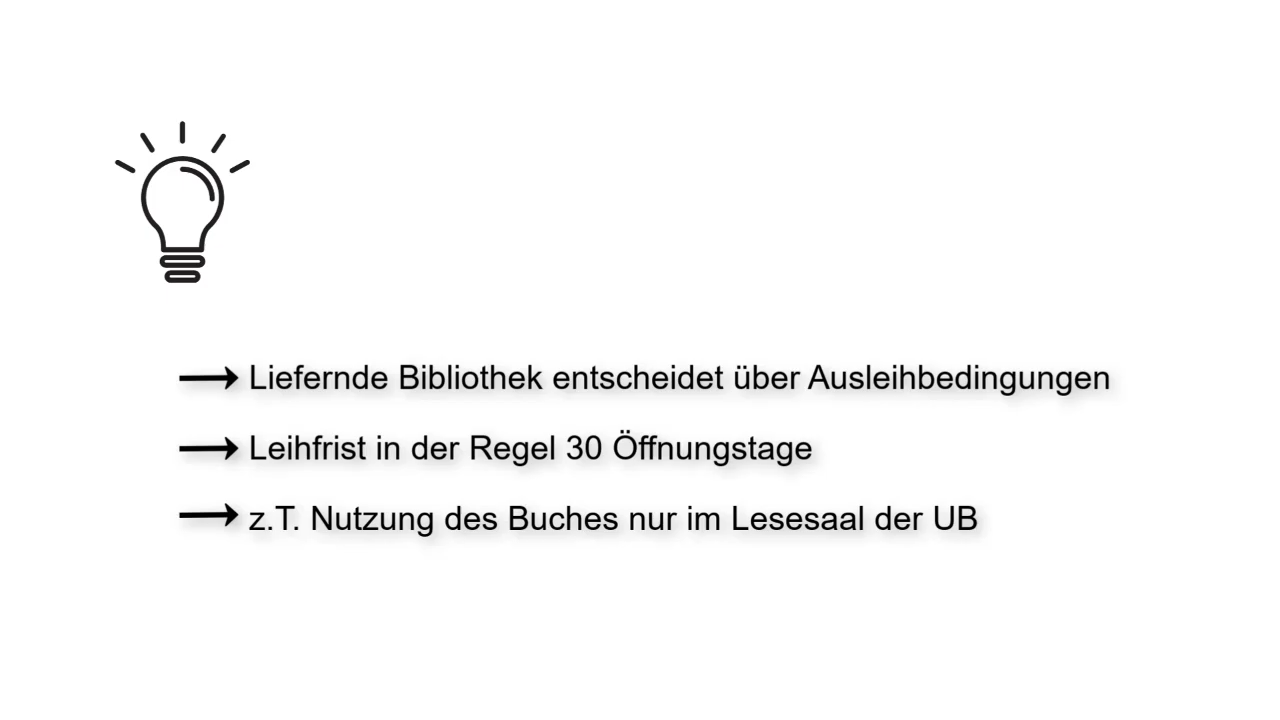 Liefernde Bibliothek entscheidet über Ausleihbedingungen
Leihfrist in der Regel 30 Öffnungstage
z.T. Nutzung des Buches nur im Lesesaal der UB